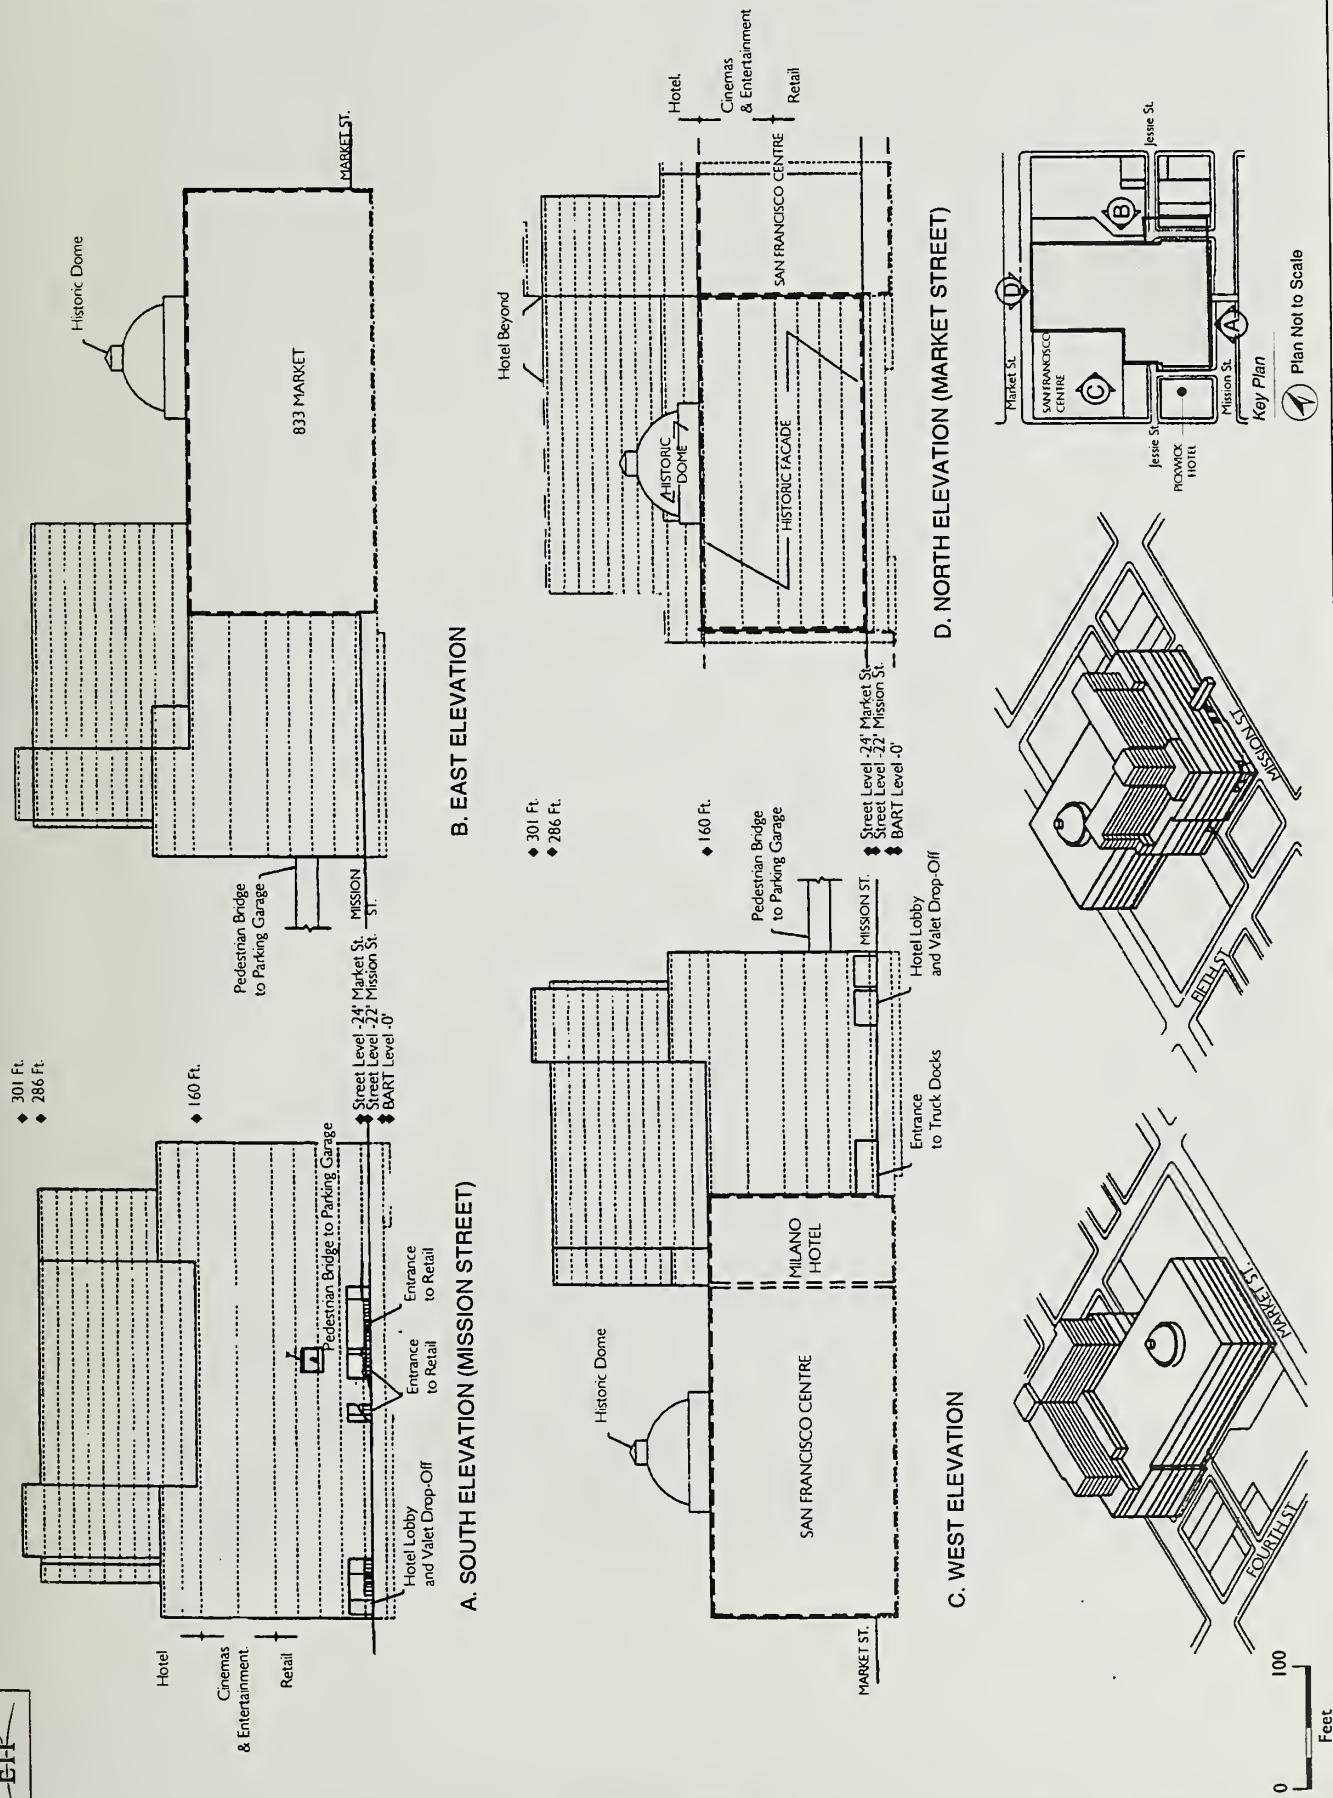 EIP
301 Ft.
286 Ft.
160 Ft.
Street Level -24' Market St.
Street Level -22' Mission St.
BART Level -0'
Hotel
Cinemas
& Entertainment
Retail
Pedestrian Bridge to Parking Garage
Hotel Lobby
and Valet Drop-Off
Entrance
to Retail
Entrance
to Retail
A. SOUTH ELEVATION (MISSION STREET)
Historic Dome
833 MARKET
MARKET ST.
Pedestrian Bridge
to Parking Garage
MISSION
ST.
B. EAST ELEVATION
301 Ft.
286 Ft.
160 Ft.
Street Level -24' Market St.
Street Level -22' Mission St.
BART Level -0'
Historic Dome
SAN FRANCISCO CENTRE
MILANO
HOTEL
MARKET ST.
Entrance
to Truck Docks
Hotel Lobby
and Valet Drop-Off
MISSION ST.
Pedestrian Bridge
to Parking Garage
C. WEST ELEVATION
Hotel Beyond
HISTORIC
DOME
HISTORIC FACADE
SAN FRANCISCO CENTRE
Hotel
Cinemas
& Entertainment
Retail
D. NORTH ELEVATION (MARKET STREET)
FOURTH ST.
MARKET ST.
FIFTH ST.
MISSION ST.
Market St.
D
SAN FRANCISCO
CENTRE
C
B
Jessie St.
Jessie St.
PICKWICK
HOTEL
Mission St.
A
Key Plan
Plan Not to Scale
0
100
Feet